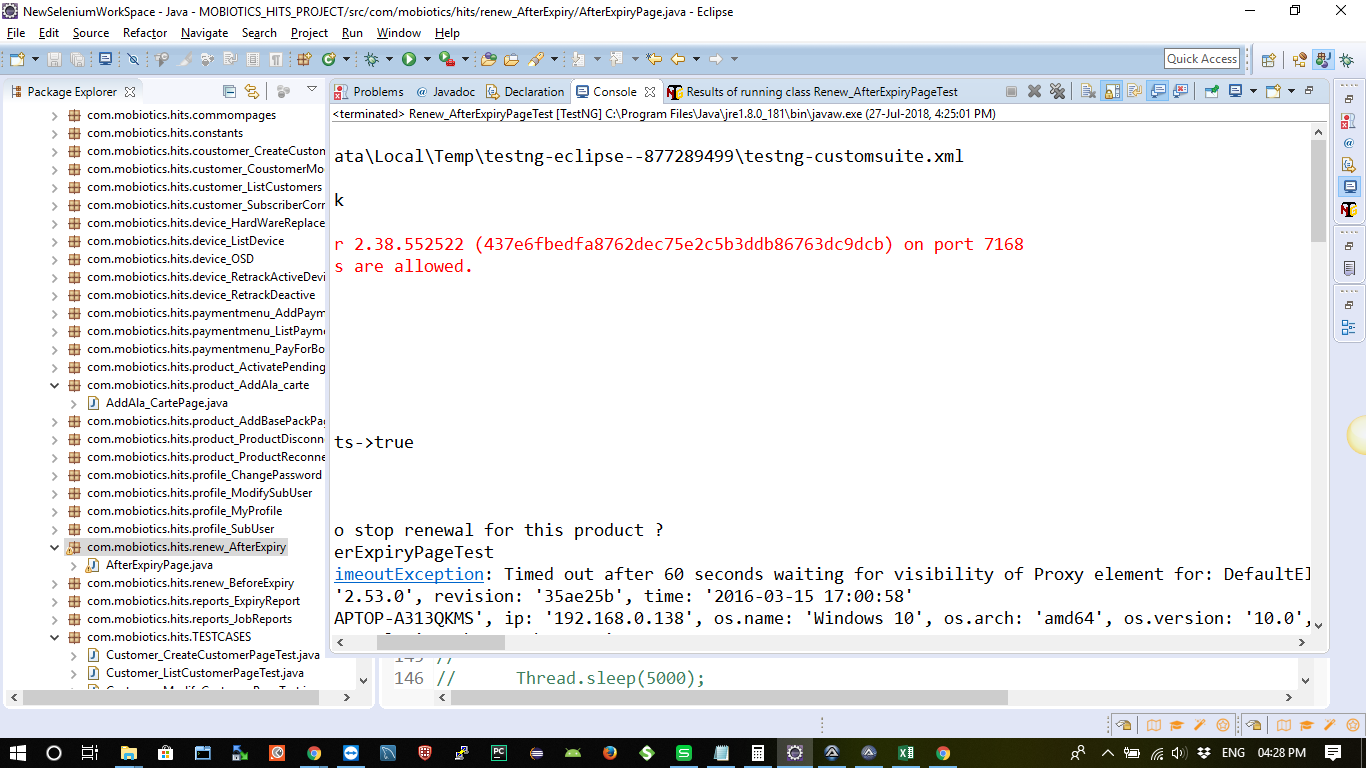 NewSeleniumWorkSpace - Java - MOBIOTICS_HITS_PROJECT/src/com/mobiotics/hits/renew_AfterExpiry/AfterExpiryPage.java - Eclipse
File Edit Source Refactor Navigate Search Project Run Window Help
Quick Access
Package Explorer
Problems @ Javadoc Declaration Console Results of running class Renew_AfterExpiryPageTest
<terminated> Renew_AfterExpiryPageTest [TestNG] C:\Program Files\Java\jre1.8.0_181\bin\javaw.exe (27-Jul-2018, 4:25:01 PM)
com.mobiotics.hits.commompages
com.mobiotics.hits.constants
com.mobiotics.hits.coustomer_CreateCuston
com.mobiotics.hits.customer_CoustomerMo
com.mobiotics.hits.customer_ListCustomers
com.mobiotics.hits.customer_SubscriberCorr
com.mobiotics.hits.device_HardWareReplace
com.mobiotics.hits.device_ListDevice
com.mobiotics.hits.device_OSD
com.mobiotics.hits.device_RetrackActiveDevi
com.mobiotics.hits.device_RetrackDeactive
com.mobiotics.hits.paymentmenu_AddPaym
com.mobiotics.hits.paymentmenu_ListPayme
com.mobiotics.hits.paymentmenu_PayForBo
com.mobiotics.hits.product_ActivatePending
com.mobiotics.hits.product_AddAla_carte
AddAla_CartePage.java
com.mobiotics.hits.product_AddBasePackPa
com.mobiotics.hits.product_ProductDisconn
com.mobiotics.hits.product_ProductReconne
com.mobiotics.hits.profile_ChangePassword
com.mobiotics.hits.profile_ModifySubUser
com.mobiotics.hits.profile_MyProfile
com.mobiotics.hits.profile_SubUser
com.mobiotics.hits.renew_AfterExpiry
AfterExpiryPage.java
com.mobiotics.hits.renew_BeforeExpiry
com.mobiotics.hits.reports_ExpiryReport
com.mobiotics.hits.reports_JobReports
com.mobiotics.hits.TESTCASES
Customer_CreateCustomerPageTest.java
Customer_ListCustomerPageTest.java
ata\Local\Temp\testng-eclipse--877289499\testng-customsuite.xml
k
r 2.38.552522 (437e6fbedfa8762dec75e2c5b3ddb86763dc9dcb) on port 7168
s are allowed.
ts->true
o stop renewal for this product ?
erExpiryPageTest
imeoutException: Timed out after 60 seconds waiting for visibility of Proxy element for: DefaultEl
'2.53.0', revision: '35ae25b', time: '2016-03-15 17:00:58'
APTOP-A313QKMS', ip: '192.168.0.138', os.name: 'Windows 10', os.arch: 'amd64', os.version: '10.0',
146 // Thread.sleep(5000);
ENG 04:28 PM